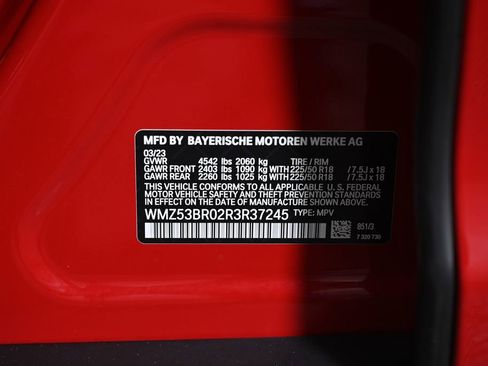 MFD BY BAYERISCHE MOTOREN WERKE AG
03/23
GVWR 4542 lbs 2060 kg TIRE / RIM
GAWR FRONT 2403 lbs 1090 kg WITH 225/50 R18 / 7.5J x 18
GAWR REAR 2260 lbs 1025 kg WITH 225/50 R18 / 7.5J x 18
THIS VEHICLE CONFORMS TO ALL APPLICABLE U.S. FEDERAL
MOTOR VEHICLE SAFETY AND THEFT PREVENTION STANDARDS
IN EFFECT ON THE DATE OF MANUFACTURE SHOWN ABOVE.
WMZ53BR02R3R37245 TYPE: MPV
851/3
7 320 730